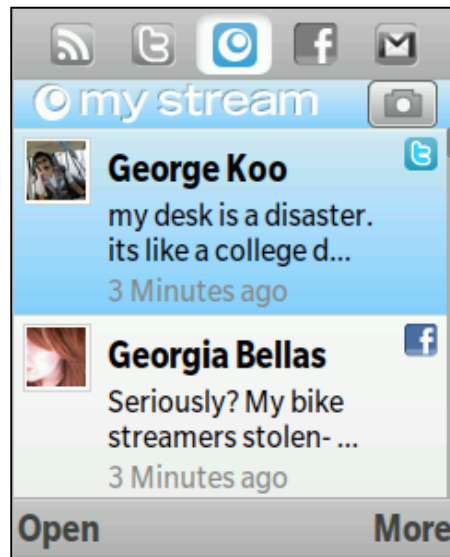 my stream
George Koo
my desk is a disaster.
its like a college d...
3 Minutes ago
Georgia Bellas
Seriously? My bike
streamers stolen- ...
3 Minutes ago
Open
More